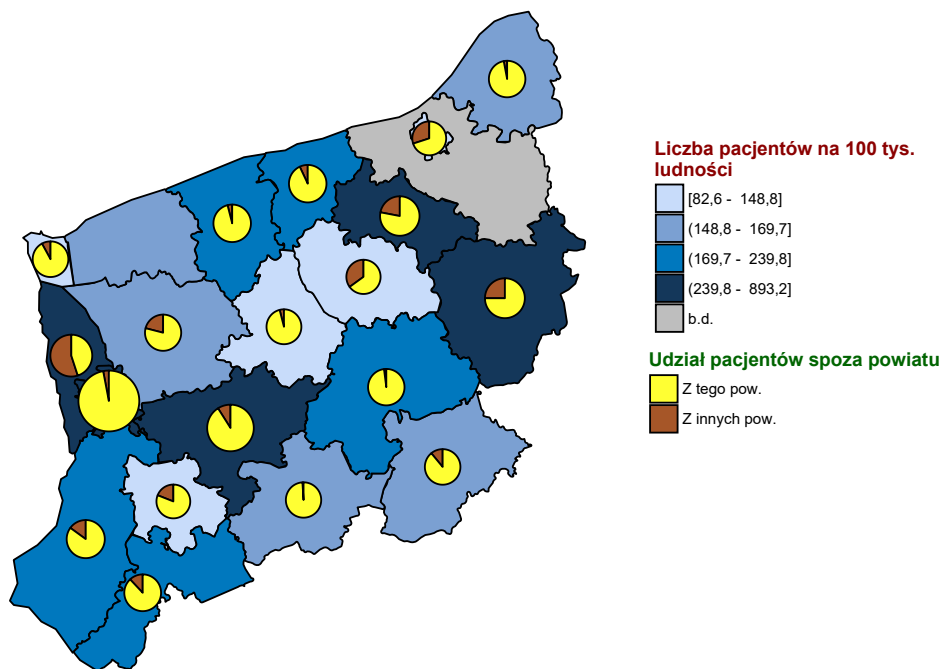 Liczba pacjentów na 100 tys.
ludności
[82,6 - 148,8]
(148,8 - 169,7]
(169,7 - 239,8]
(239,8 - 893,2]
b.d.
Udział pacjentów spoza powiatu
Z tego pow.
Z innych pow.